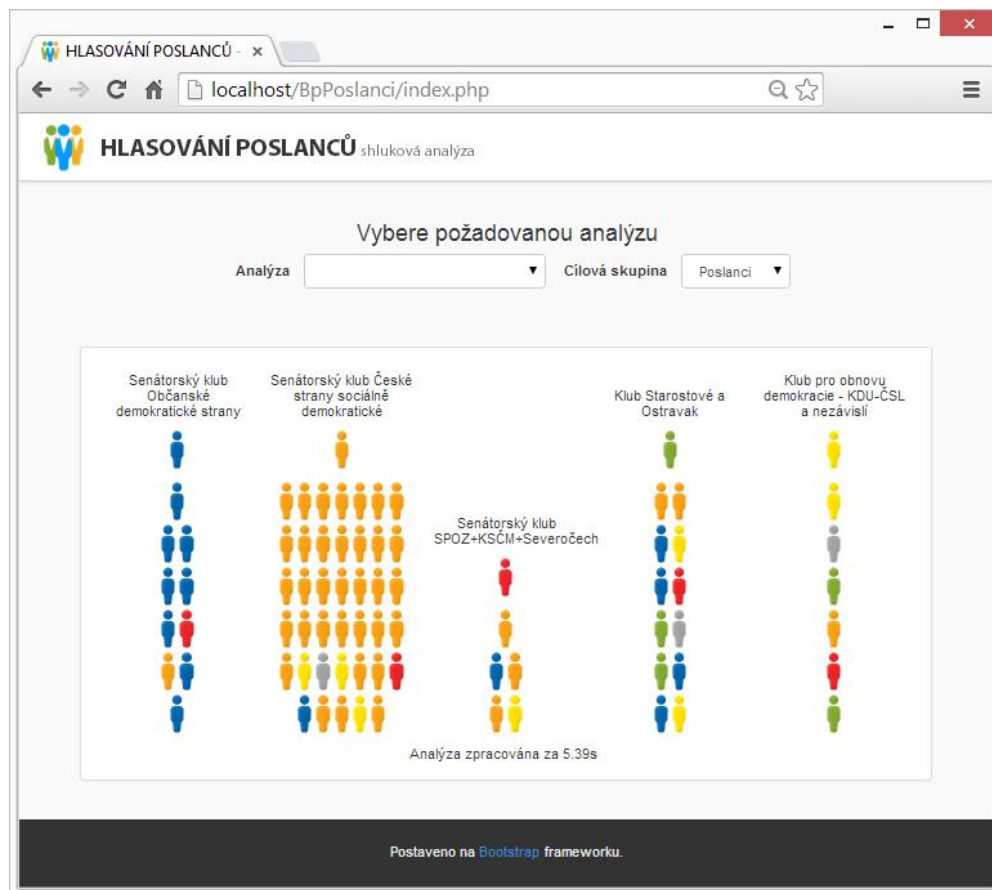 HLASOVÁNÍ POSLANCŮ -
localhost/BpPoslanci/index.php
HLASOVÁNÍ POSLANCŮ shluková analýza
Vybere požadovanou analýzu
Analýza
Cílová skupina
Poslanci
Senátorský klub
Občanské
demokratické strany
Senátorský klub České
strany sociálně
demokratické
Senátorský klub
SPOZ+KSČM+Severočech
Klub Starostové a
Ostravak
Klub pro obnovu
demokracie - KDU-ČSL
a nezávislí
Analýza zpracována za 5.39s
Postaveno na Bootstrap frameworku.